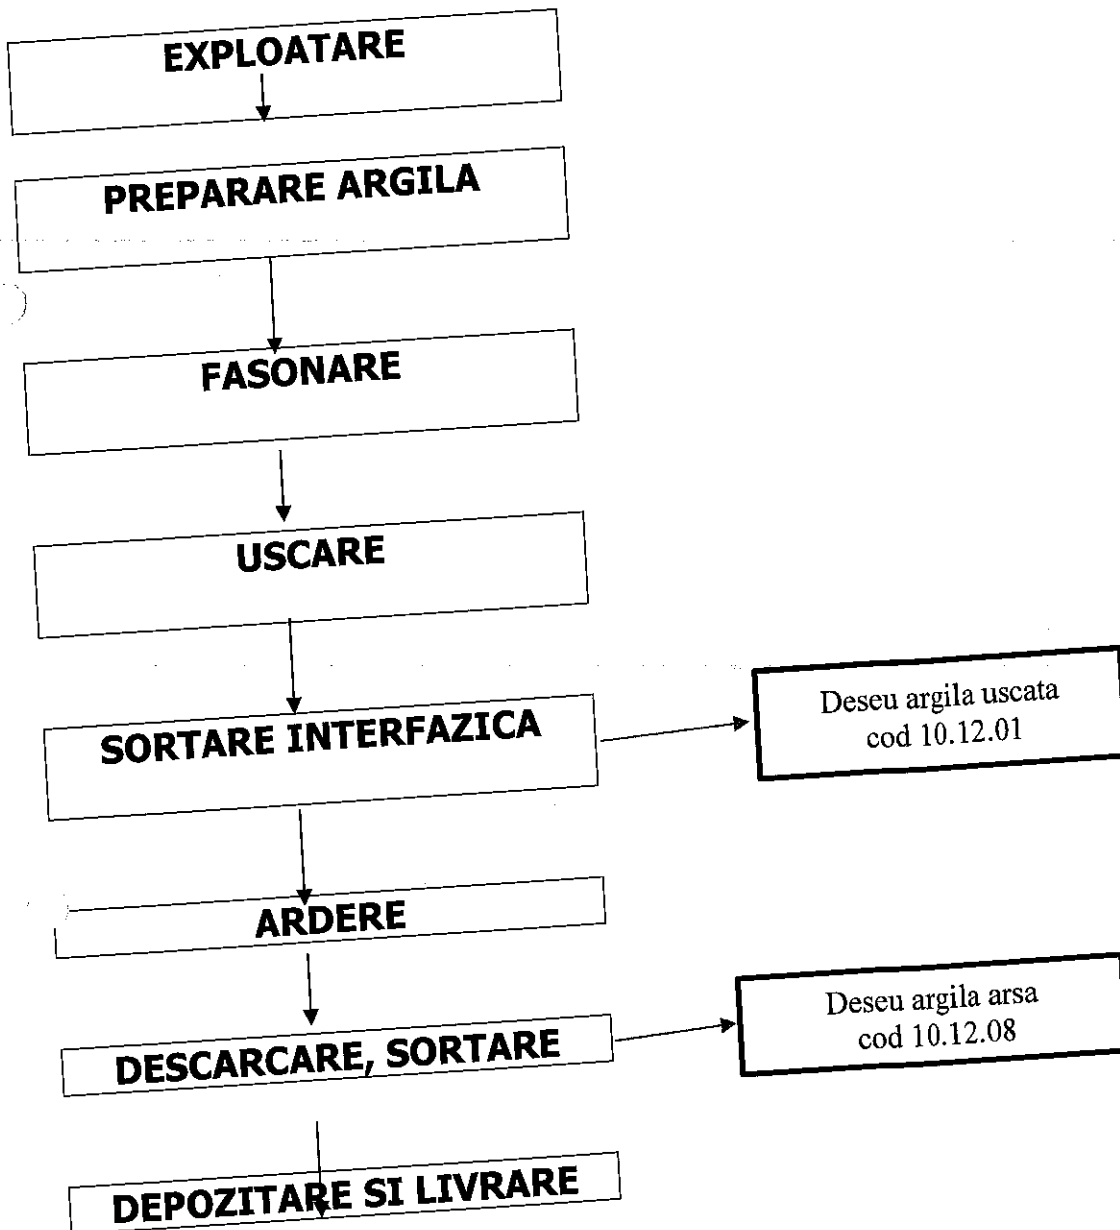 EXPLOATARE
PREPARARE ARGILA
FASONARE
USCARE
SORTARE INTERFAZICA
Deseu argila uscata
cod 10.12.01
ARDERE
DESCARCARE, SORTARE
Deseu argila arsa
cod 10.12.08
DEPOZITARE SI LIVRARE